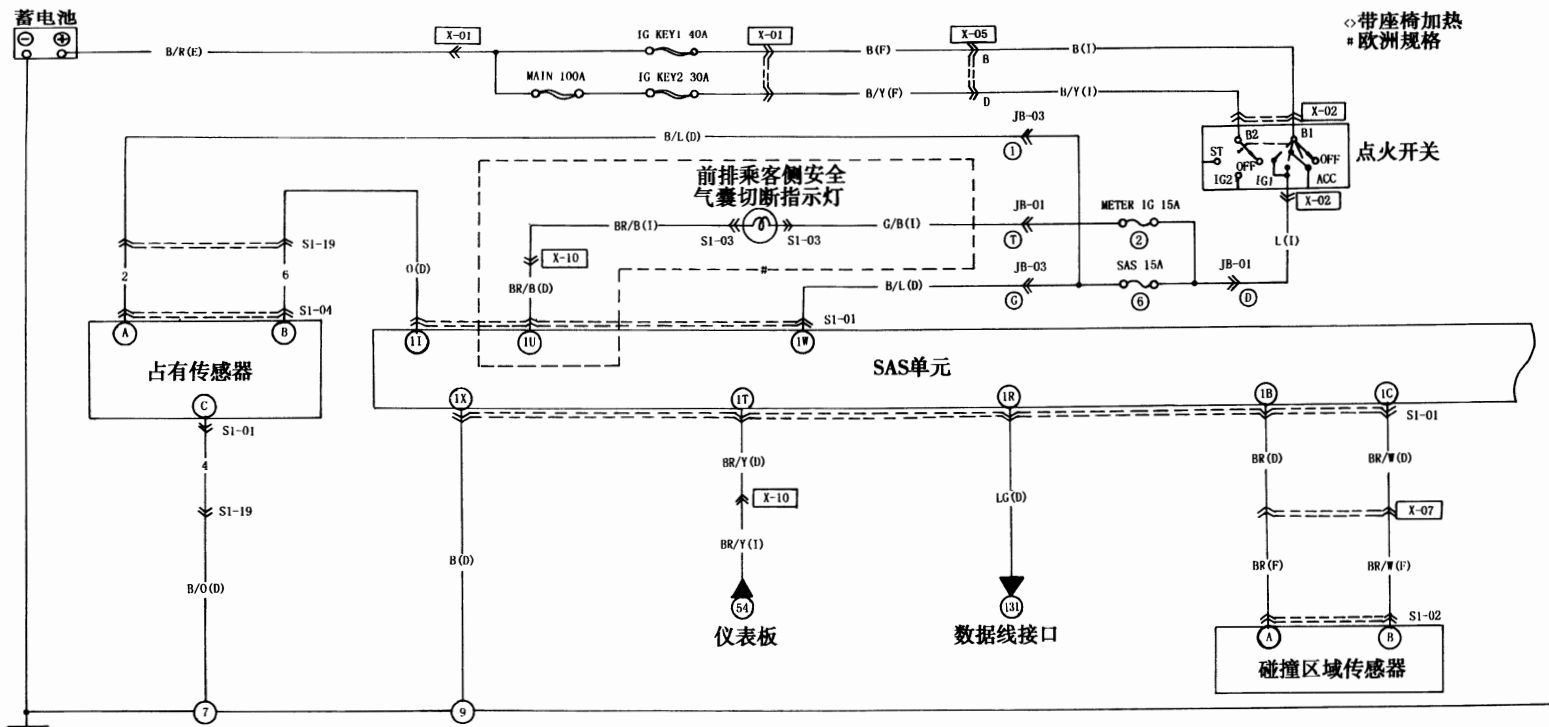 蓄电池
B/R(E)
X-01
IG KEY1 40A
X-01
B(F)
X-05
B
B(I)
<>带座椅加热
#欧洲规格
MAIN 100A
IG KEY2 30A
B/Y(F)
D
B/Y(I)
X-02
B/L(D)
JB-03
1
B2
B1
ST
OFF
OFF
IG2
IG1
ACC
点火开关
前排乘客侧安全
气囊切断指示灯
BR/B(I)
S1-03
S1-03
G/B(I)
JB-01
T
METER IG 15A
2
X-02
L(I)
S1-19
2
6
O(D)
X-10
#
BR/B(D)
B/L(D)
JB-03
G
SAS 15A
6
JB-01
D
S1-04
S1-01
A
B
1I
1U
1W
占有传感器
SAS单元
C
1X
1T
1R
1B
1C
S1-01
S1-01
4
BR/Y(D)
BR(D)
BR/W(D)
X-10
LG(D)
S1-19
X-07
BR/Y(I)
B(D)
B/O(D)
BR(F)
BR/W(F)
54
131
S1-02
仪表板
数据线接口
A
B
碰撞区域传感器
7
9